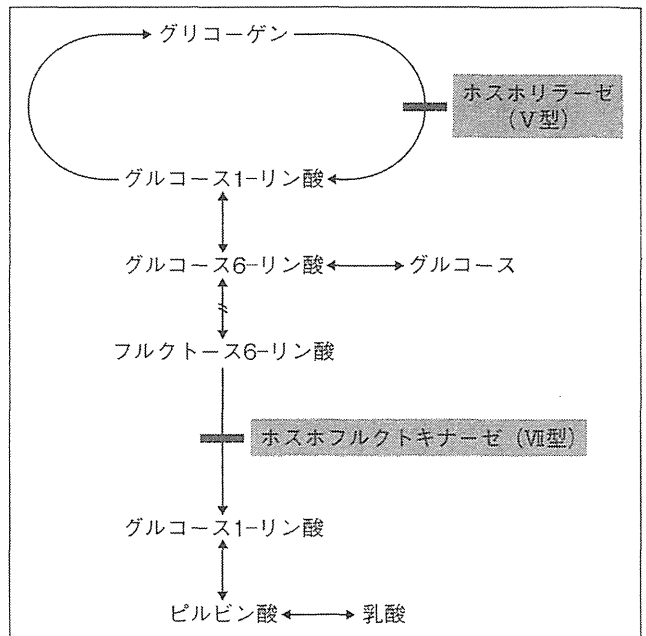 グリコーゲン
ホスホリラーゼ
(Ⅴ型)
グルコース1-リン酸
グルコース6-リン酸
グルコース
フルクトース6-リン酸
ホスホフルクトキナーゼ (Ⅶ型)
グルコース1-リン酸
ピルビン酸
乳酸